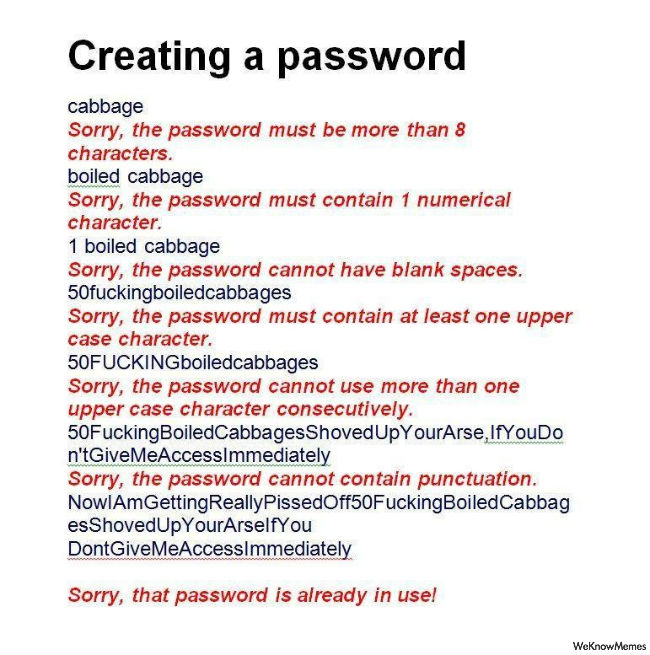 Creating a password
cabbage
Sorry, the password must be more than 8
characters.
boiled cabbage
Sorry, the password must contain 1 numerical
character.
1 boiled cabbage
Sorry, the password cannot have blank spaces.
50fuckingboiledcabbages
Sorry, the password must contain at least one upper
case character.
50FUCKINGboiledcabbages
Sorry, the password cannot use more than one
upper case character consecutively.
50FuckingBoiledCabbagesShovedUpYourArse,IfYouDo
n'tGiveMeAccessImmediately
Sorry, the password cannot contain punctuation.
NowIAmGettingReallyPissedOff50FuckingBoiledCabbag
esShovedUpYourArseIfYou
DontGiveMeAccessImmediately
Sorry, that password is already in use!
WeKnowMemes